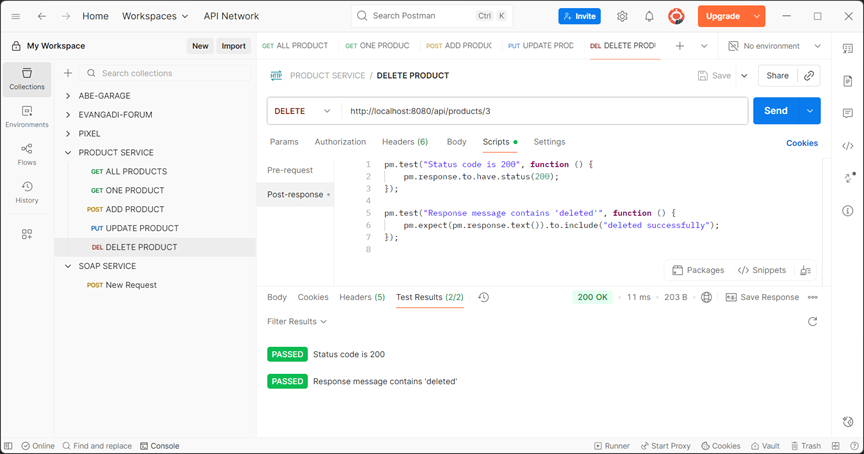 Home
Workspaces
API Network
Search Postman
Ctrl
K
Invite
Upgrade
My Workspace
New
Import
GET ALL PRODUCT
GET ONE PRODUC
POST ADD PRODUC
PUT UPDATE PROD
DEL DELETE PROD
No environment
Collections
Environments
Flows
History
Search collections
ABE-GARAGE
EVANGADI-FORUM
PIXEL
PRODUCT SERVICE
GET ALL PRODUCTS
GET ONE PRODUCT
POST ADD PRODUCT
PUT UPDATE PRODUCT
DEL DELETE PRODUCT
SOAP SERVICE
POST New Request
HTTP PRODUCT SERVICE / DELETE PRODUCT
Save
Share
DELETE
http://localhost:8080/api/products/3
Send
Params
Authorization
Headers (6)
Body
Scripts
Settings
Cookies
Pre-request
Post-response
1 pm.test("Status code is 200", function () {
2 pm.response.to.have.status(200);
3 });
4
5 pm.test("Response message contains 'deleted'", function () {
6 pm.expect(pm.response.text()).to.include("deleted successfully");
7 });
8
Packages
</> Snippets
Body
Cookies
Headers (5)
Test Results (2/2)
200 OK
11 ms
203 B
Save Response
Filter Results
PASSED Status code is 200
PASSED Response message contains 'deleted'
Online
Find and replace
Console
Runner
Start Proxy
Cookies
Vault
Trash